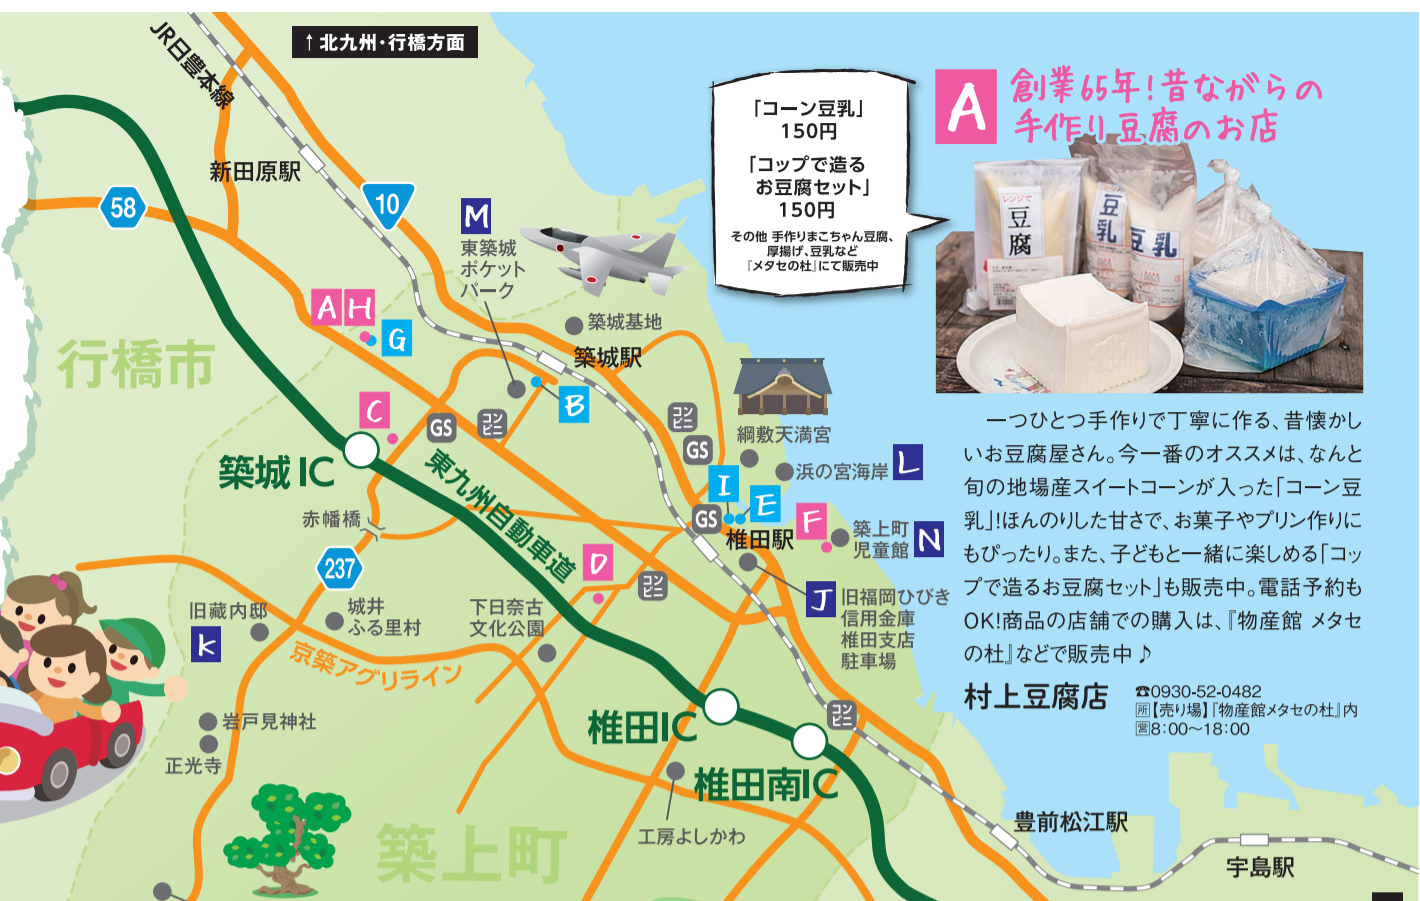 ↑北九州・行橋方面
JR日豊本線
新田原駅
58
10
M
東築城
ポケット
パーク
A H
G
築城基地
築城駅
行橋市
C
B
GS
コンビニ
コンビニ
GS
綱敷天満宮
浜の宮海岸
L
築城IC
東九州自動車道
I
E
F
GS
椎田駅
築上町
児童館
N
赤幡橋
237
D
コンビニ
J
旧福岡ひびき
信用金庫
椎田支店
駐車場
旧藏内邸
K
城井
ふる里村
下日奈古
文化公園
京築アグリライン
岩戸見神社
正光寺
椎田IC
コンビニ
椎田南IC
工房よしかわ
築上町
豊前松江駅
宇島駅
「コーン豆乳」
150円
「コップで造る
お豆腐セット」
150円
その他 手作りまこちゃん豆腐、
厚揚げ、豆乳など
『メタセの杜』にて販売中
A
創業65年!昔ながらの
手作り豆腐のお店
レンジで
豆腐
豆乳
豆乳
一つひとつ手作りで丁寧に作る、昔懐かし
いお豆腐屋さん。今一番のオススメは、なんと
旬の地場産スイートコーンが入った「コーン豆
乳」!ほんのりした甘さで、お菓子やプリン作りに
もぴったり。また、子どもと一緒に楽しめる「コッ
プで造るお豆腐セット」も販売中。電話予約も
OK!商品の店舗での購入は、『物産館 メタセ
の杜』などで販売中♪
村上豆腐店
☎0930-52-0482
所【売り場】『物産館メタセの杜』内
営8:00～18:00